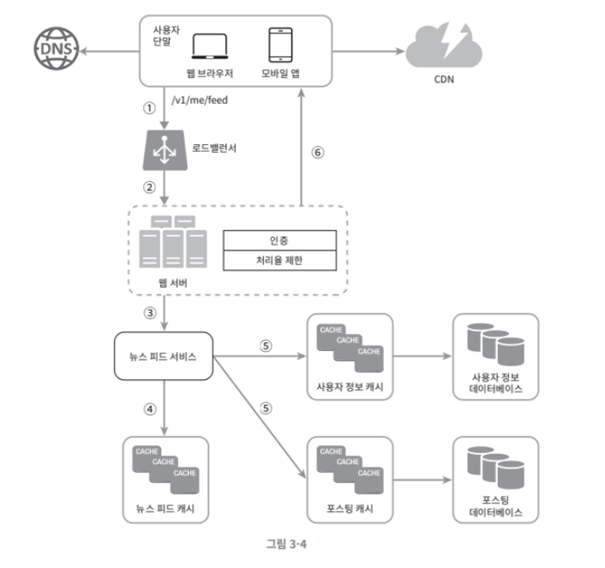 사용자
단말
DNS
웹 브라우저
모바일 앱
CDN
①
/v1/me/feed
로드밸런서
⑥
②
인증
처리율 제한
웹 서버
③
뉴스 피드 서비스
⑤
CACHE
CACHE
CACHE
사용자 정보 캐시
사용자 정보
데이터베이스
④
⑤
CACHE
CACHE
CACHE
뉴스 피드 캐시
CACHE
CACHE
CACHE
포스팅 캐시
포스팅
데이터베이스
그림 3-4